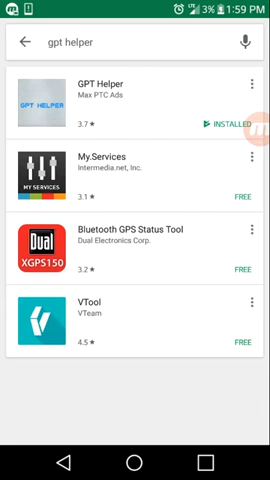 LTE 3% 1:59 PM
gpt helper
GPT HELPER
GPT Helper
Max PTC Ads
3.7 ★
INSTALLED
MY SERVICES
My.Services
Intermedia.net, Inc.
3.1 ★
FREE
Dual
XGPS150
Bluetooth GPS Status Tool
Dual Electronics Corp.
3.2 ★
FREE
VTool
VTeam
4.5 ★
FREE